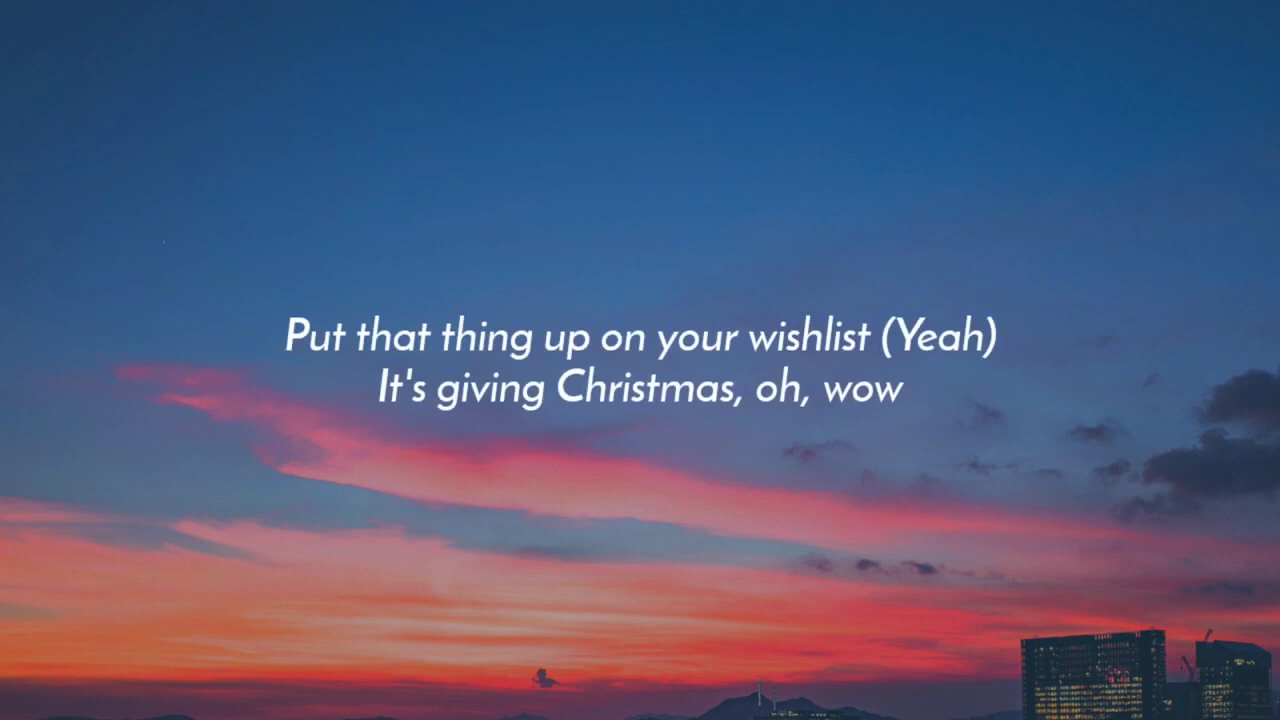 Put that thing up on your wishlist (Yeah)
It's giving Christmas, oh, wow